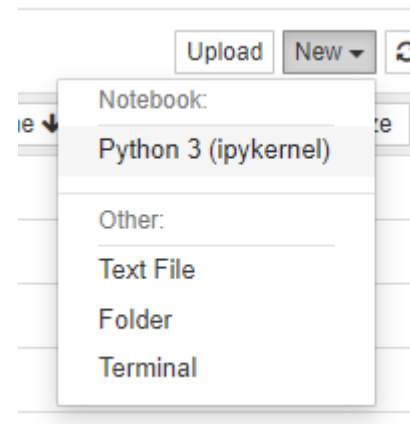 Upload New
Notebook:
Python 3 (ipykernel)
Other:
Text File
Folder
Terminal